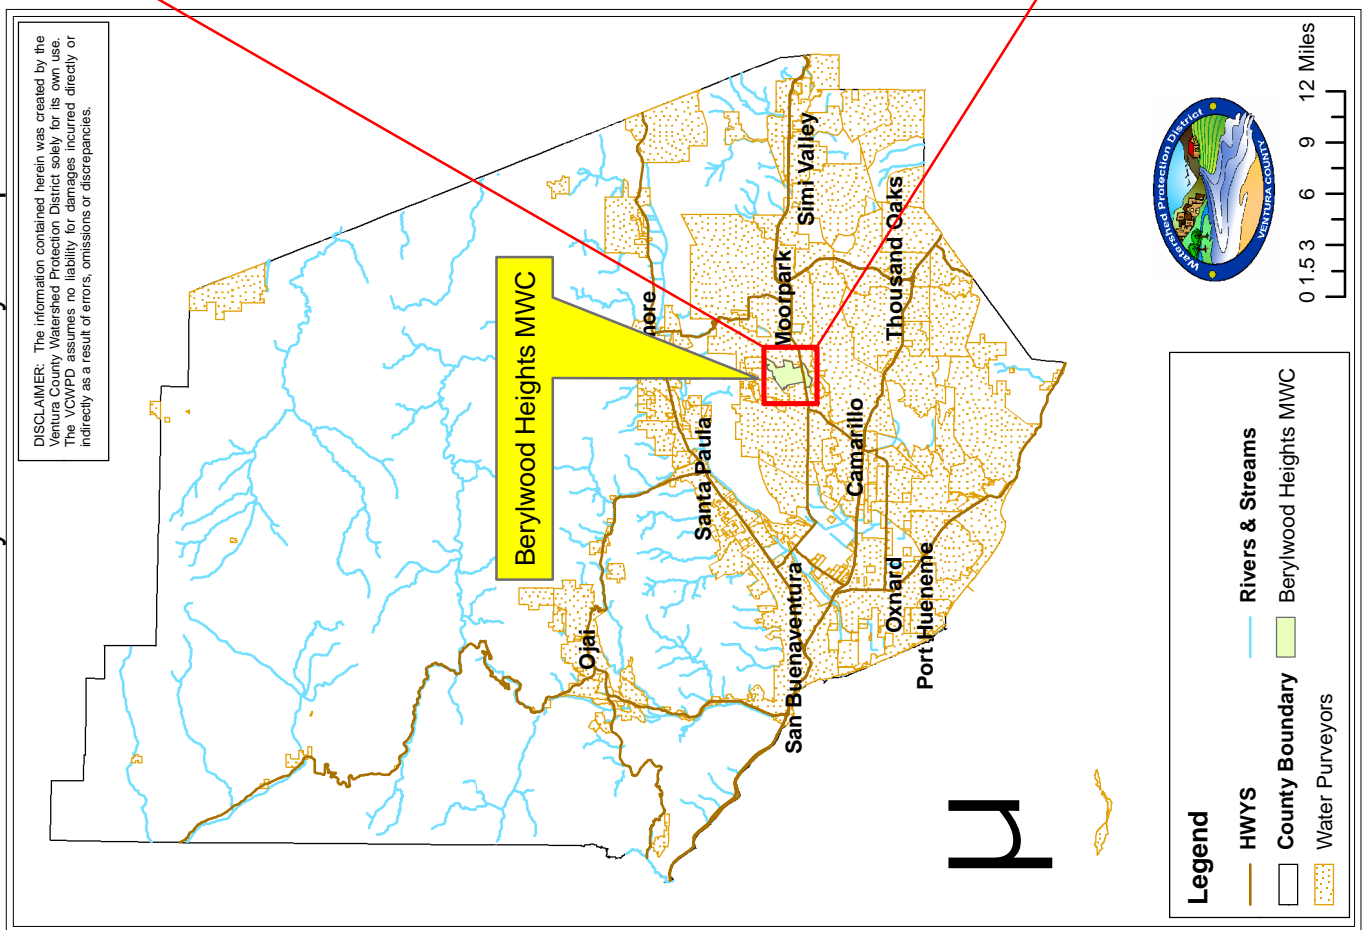 DISCLAIMER: The information contained herein was created by the
Ventura County Watershed Protection District solely for its own use.
The VCWPD assumes no liability for damages incurred directly or
indirectly as a result of errors, omissions or discrepancies.
Berylwood Heights MWC
more
Ojai
Santa Paula
Moorpark
Simi Valley
San Buenaventura
Camarillo
Thousand Oaks
Oxnard
Port Hueneme
µ
Watershed Protection District
VENTURA COUNTY
0 1.5 3 6 9 12 Miles
Legend
HWYS
Rivers & Streams
County Boundary
Berylwood Heights MWC
Water Purveyors